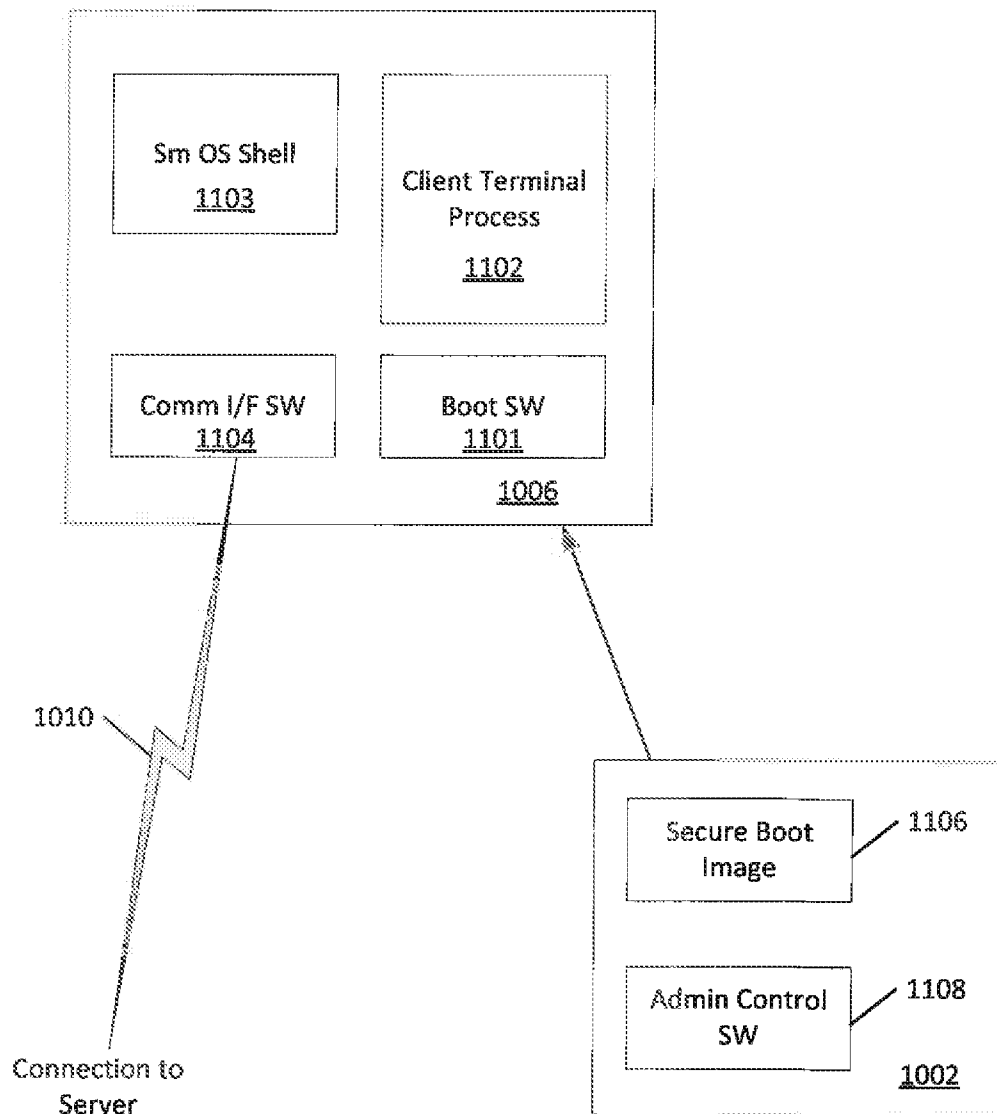 Sm OS Shell
1103
Client Terminal
Process
1102
Comm I/F SW
1104
Boot SW
1101
1006
1010
Secure Boot
Image
1106
Admin Control
SW
1108
1002
Connection to
Server